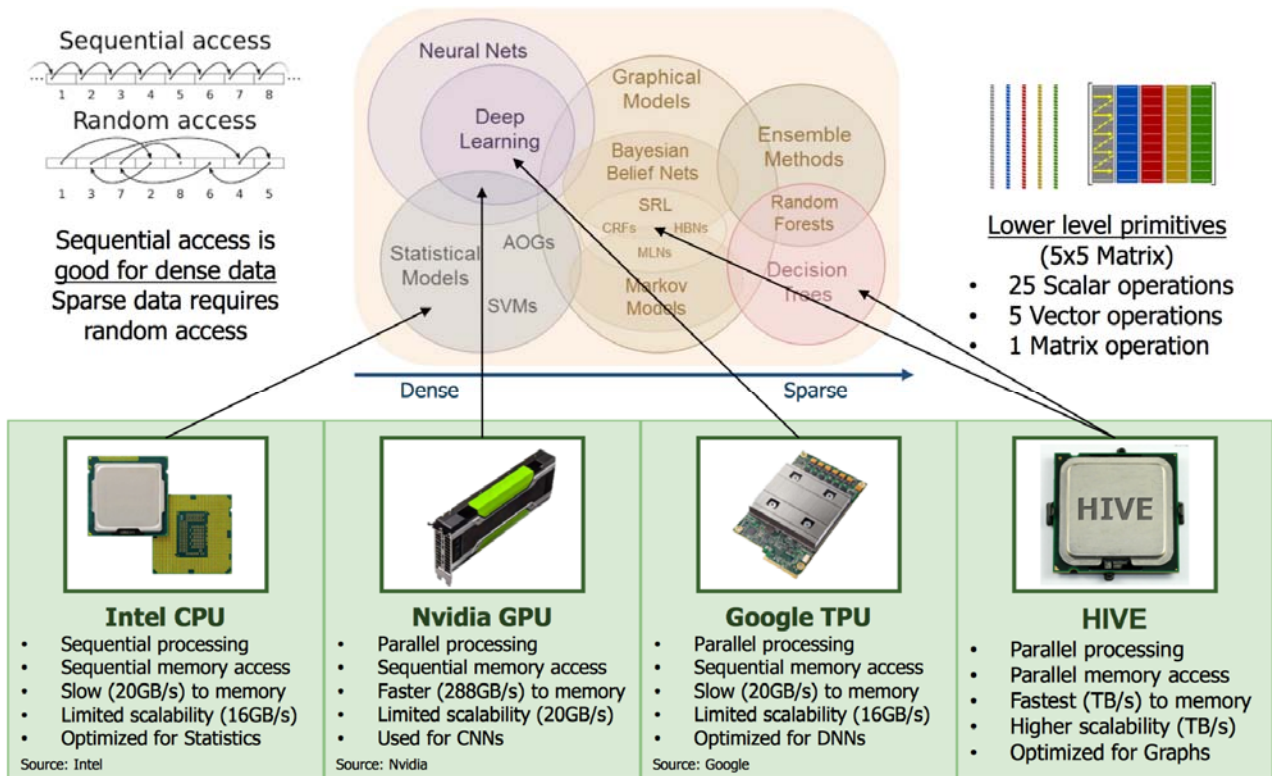 Sequential access
... ...
1 2 3 4 5 6 7 8
Random access
1 3 7 2 8 6 4 5
Sequential access is
good for dense data
Sparse data requires
random access
Neural Nets
Deep
Learning
Graphical
Models
Ensemble
Methods
Bayesian
Belief Nets
SRL
CRFs HBNs
MLNs
Random
Forests
Statistical
Models
AOGs
SVMs
Markov
Models
Decision
Trees
Dense
Sparse
Lower level primitives
(5x5 Matrix)
• 25 Scalar operations
• 5 Vector operations
• 1 Matrix operation
Intel CPU
• Sequential processing
• Sequential memory access
• Slow (20GB/s) to memory
• Limited scalability (16GB/s)
• Optimized for Statistics
Source: Intel
Nvidia GPU
• Parallel processing
• Sequential memory access
• Faster (288GB/s) to memory
• Limited scalability (20GB/s)
• Used for CNNs
Source: Nvidia
Google TPU
• Parallel processing
• Sequential memory access
• Slow (20GB/s) to memory
• Limited scalability (16GB/s)
• Optimized for DNNs
Source: Google
HIVE
HIVE
• Parallel processing
• Parallel memory access
• Fastest (TB/s) to memory
• Higher scalability (TB/s)
• Optimized for Graphs